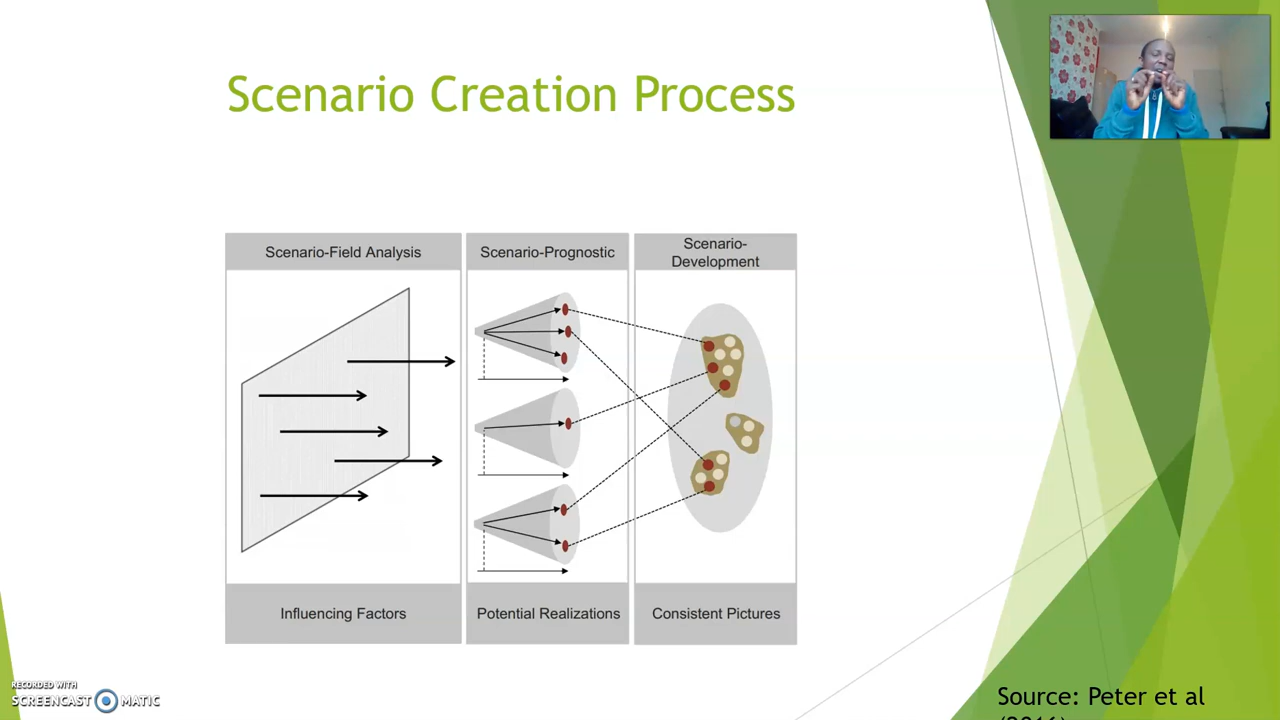 Scenario Creation Process
Scenario-Field Analysis
Scenario-Prognostic
Scenario-
Development
Influencing Factors
Potential Realizations
Consistent Pictures
RECORDED WITH
SCREENCAST MATIC
Source: Peter et al